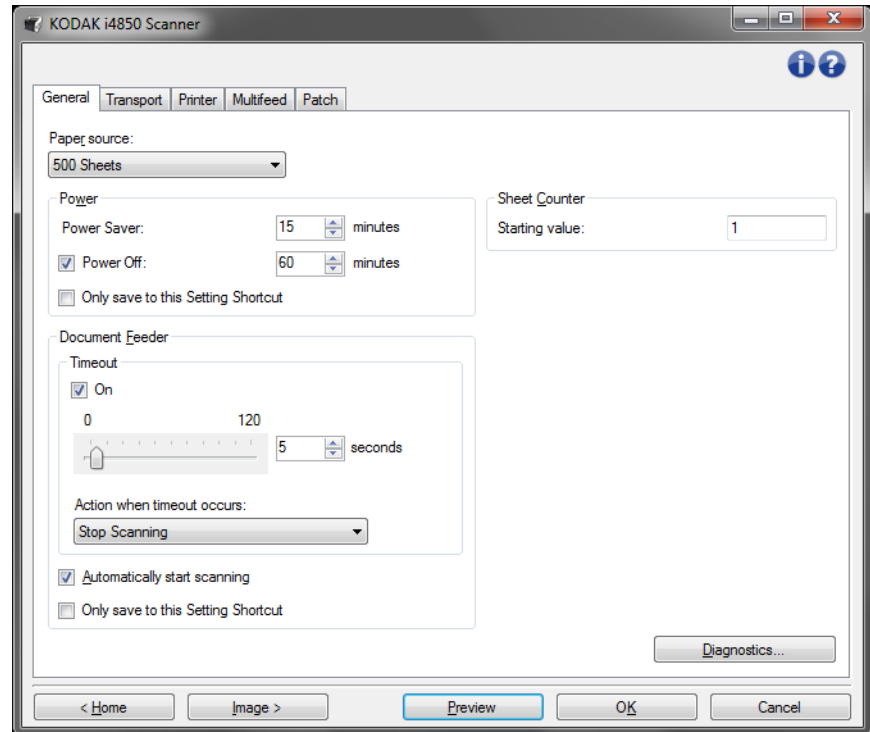 KODAK i4850 Scanner
General Transport Printer Multifeed Patch
Paper source:
500 Sheets
Power
Power Saver: 15 minutes
Power Off: 60 minutes
Only save to this Setting Shortcut
Sheet Counter
Starting value: 1
Document Feeder
Timeout
On
0 120
5 seconds
Action when timeout occurs:
Stop Scanning
Automatically start scanning
Only save to this Setting Shortcut
Diagnostics...
< Home Image > Preview OK Cancel